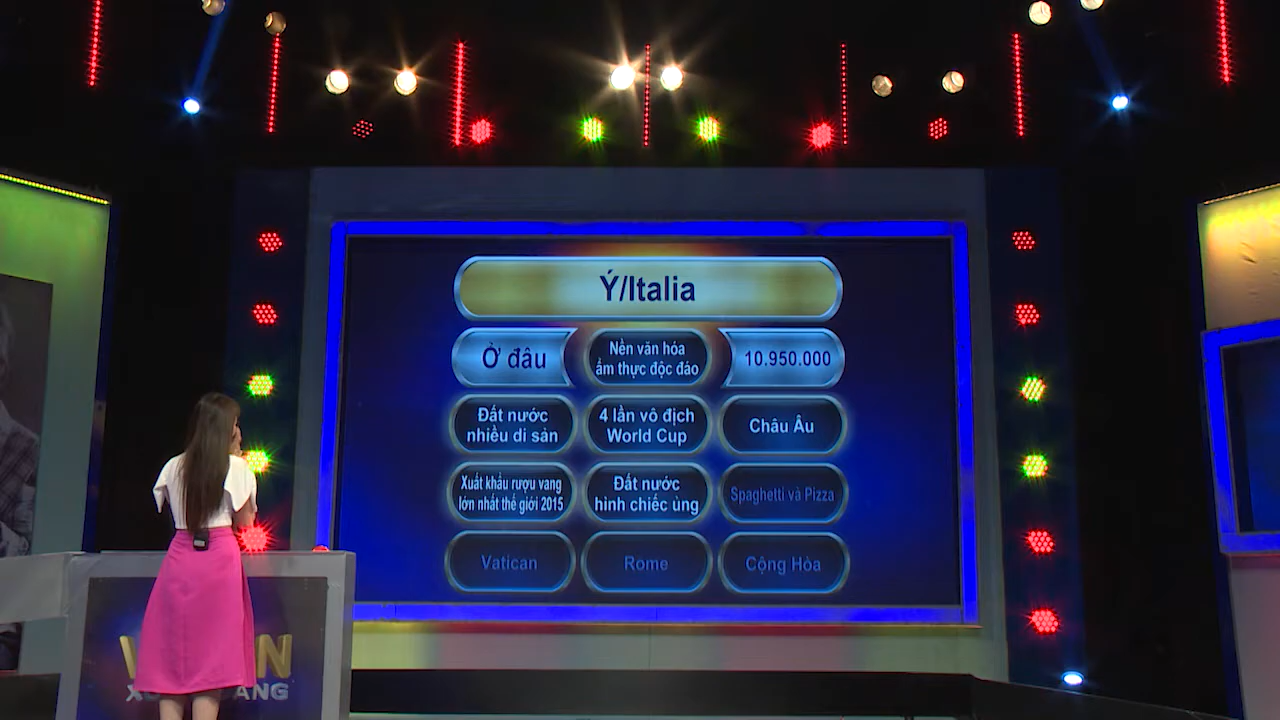 Ý/Italia
Ở đâu
Nền văn hóa
ẩm thực độc đáo
10.950.000
Đất nước
nhiều di sản
4 lần vô địch
World Cup
Châu Âu
Xuất khẩu rượu vang
lớn nhất thế giới 2015
Đất nước
hình chiếc ủng
Spaghetti và Pizza
Vatican
Rome
Cộng Hòa